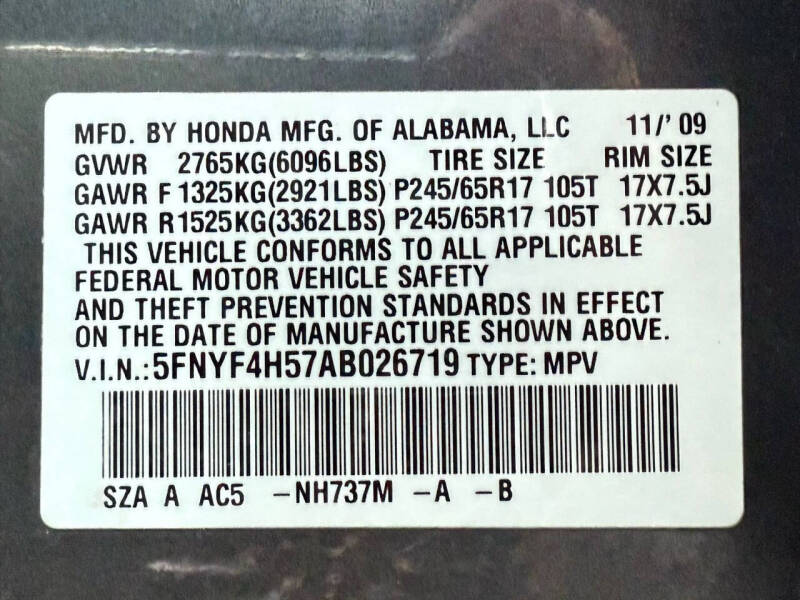 MFD. BY HONDA MFG. OF ALABAMA, LLC 11/'09
GVWR 2765KG(6096LBS) TIRE SIZE RIM SIZE
GAWR F 1325KG(2921LBS) P245/65R17 105T 17X7.5J
GAWR R1525KG(3362LBS) P245/65R17 105T 17X7.5J
THIS VEHICLE CONFORMS TO ALL APPLICABLE
FEDERAL MOTOR VEHICLE SAFETY
AND THEFT PREVENTION STANDARDS IN EFFECT
ON THE DATE OF MANUFACTURE SHOWN ABOVE.
V.I.N.:5FNYF4H57AB026719 TYPE: MPV
SZA A AC5 -NH737M -A -B